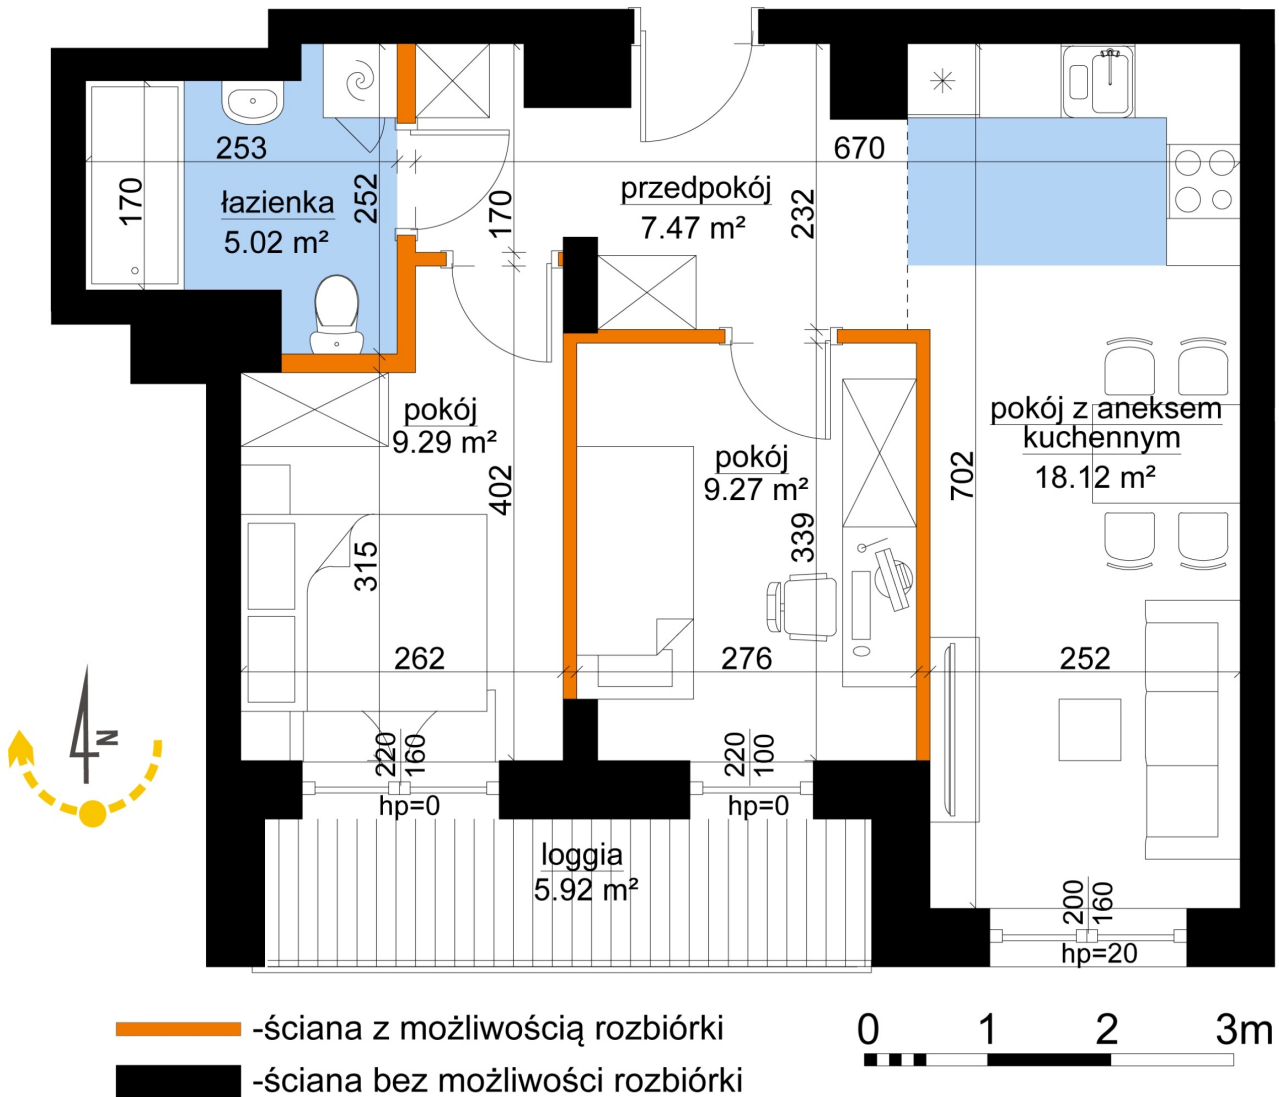 253
670
170
252
łazienka
5.02 m²
170
przedpokój
7.47 m²
232
pokój
9.29 m²
402
315
pokój
9.27 m²
339
702
pokój z aneksem
kuchennym
18.12 m²
262
276
252
N
220
160
hp=0
220
100
hp=0
loggia
5.92 m²
200
160
hp=20
-ściana z możliwością rozbiórki
-ściana bez możliwości rozbiórki
0 1 2 3m